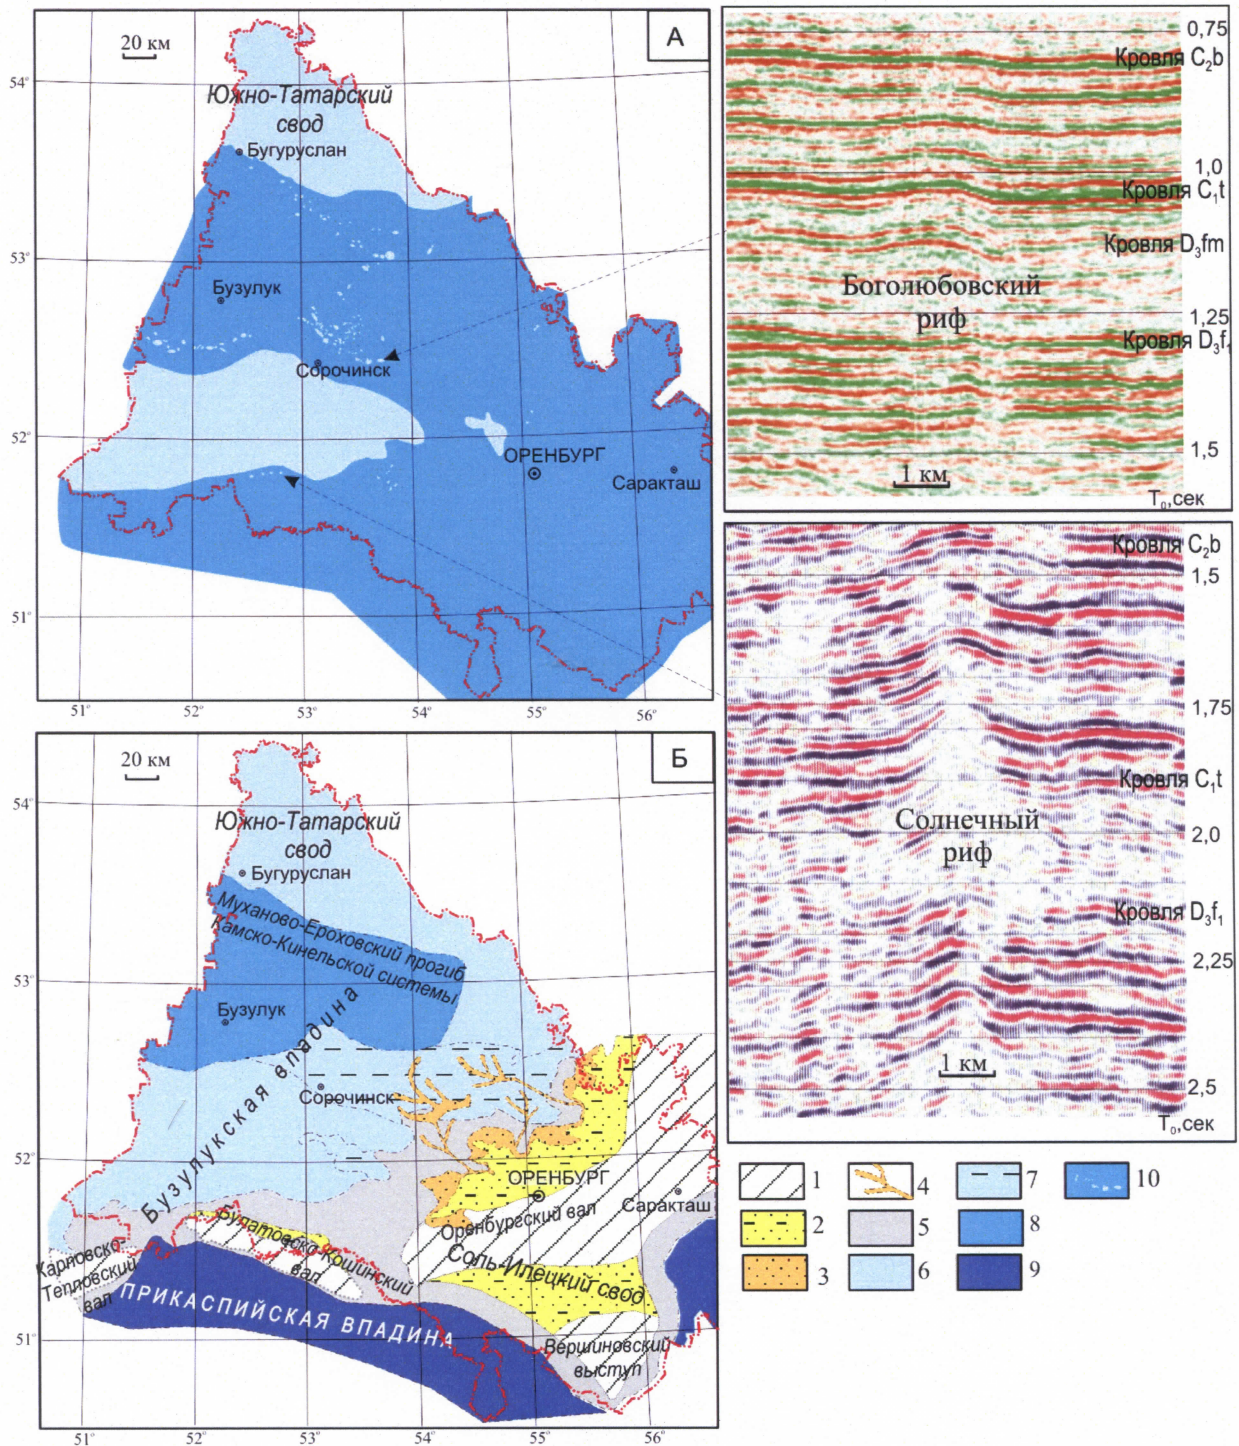 20 км
А
54°
53°
52°
51°
Южно-Татарский
свод
Бугуруслан
Бузулук
Сорочинск
ОРЕНБУРГ
Саракташ
51°
52°
53°
54°
55°
56°
0,75
Кровля C₂b
1,0
Кровля C₁t
Кровля D₃fm
Боголюбовский
риф
1,25
Кровля D₃f₁
1,5
1 км
T₀,сек
Кровля C₂b
1,5
1,75
Кровля C₁t
Солнечный
риф
2,0
Кровля D₃f₁
2,25
1 км
2,5
T₀,сек
20 км
Б
54°
53°
52°
51°
Южно-Татарский
свод
Бугуруслан
Муханово-Ероховский прогиб
Камско-Кинельской системы
Бузулук
Бузулукская впадина
Сорочинск
ОРЕНБУРГ
Саракташ
Оренбургский вал
Булатовско-Кошинский
вал
Соль-Илецкий свод
Карповско-
Тепловский
вал
ПРИКАСПИЙСКАЯ ВПАДИНА
Вершиновский
выступ
51°
52°
53°
54°
55°
56°
1
4
7
10
2
5
8
3
6
9